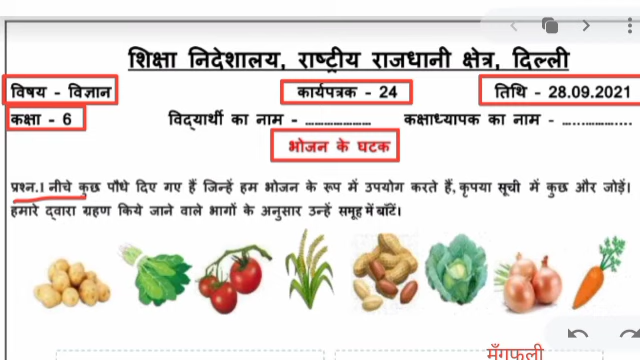 शिक्षा निदेशालय, राष्ट्रीय राजधानी क्षेत्र, दिल्ली
विषय - विज्ञान कार्यपत्रक - 24 तिथि - 28.09.2021
कक्षा - 6 विद्यार्थी का नाम - ………………… कक्षाध्यापक का नाम - …………………
भोजन के घटक
प्रश्न.1 नीचे कुछ पौधे दिए गए हैं जिन्हें हम भोजन के रूप में उपयोग करते हैं, कृपया सूची में कुछ और जोड़ें।
हमारे द्वारा ग्रहण किये जाने वाले भागों के अनुसार उन्हें समूह में बाँटें।
मूँगफली